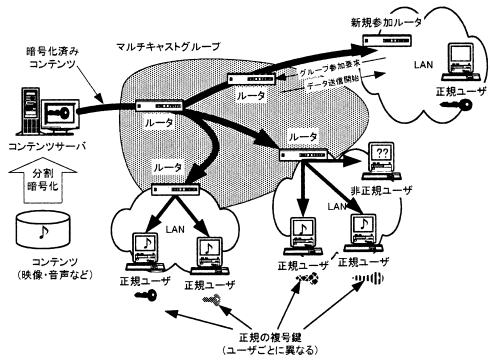 新規参加ルータ
マルチキャストグループ
暗号化済み
コンテンツ
グループ参加要求
LAN
データ送信開始
正規ユーザ
ルータ
ルータ
コンテンツサーバ
ルータ
??
ルータ
非正規ユーザ
分割
暗号化
LAN
LAN
♪
♪
♪
♪
♪
コンテンツ
(映像・音声など)
正規ユーザ
正規ユーザ
正規ユーザ
正規ユーザ
正規の複号鍵
(ユーザごとに異なる)